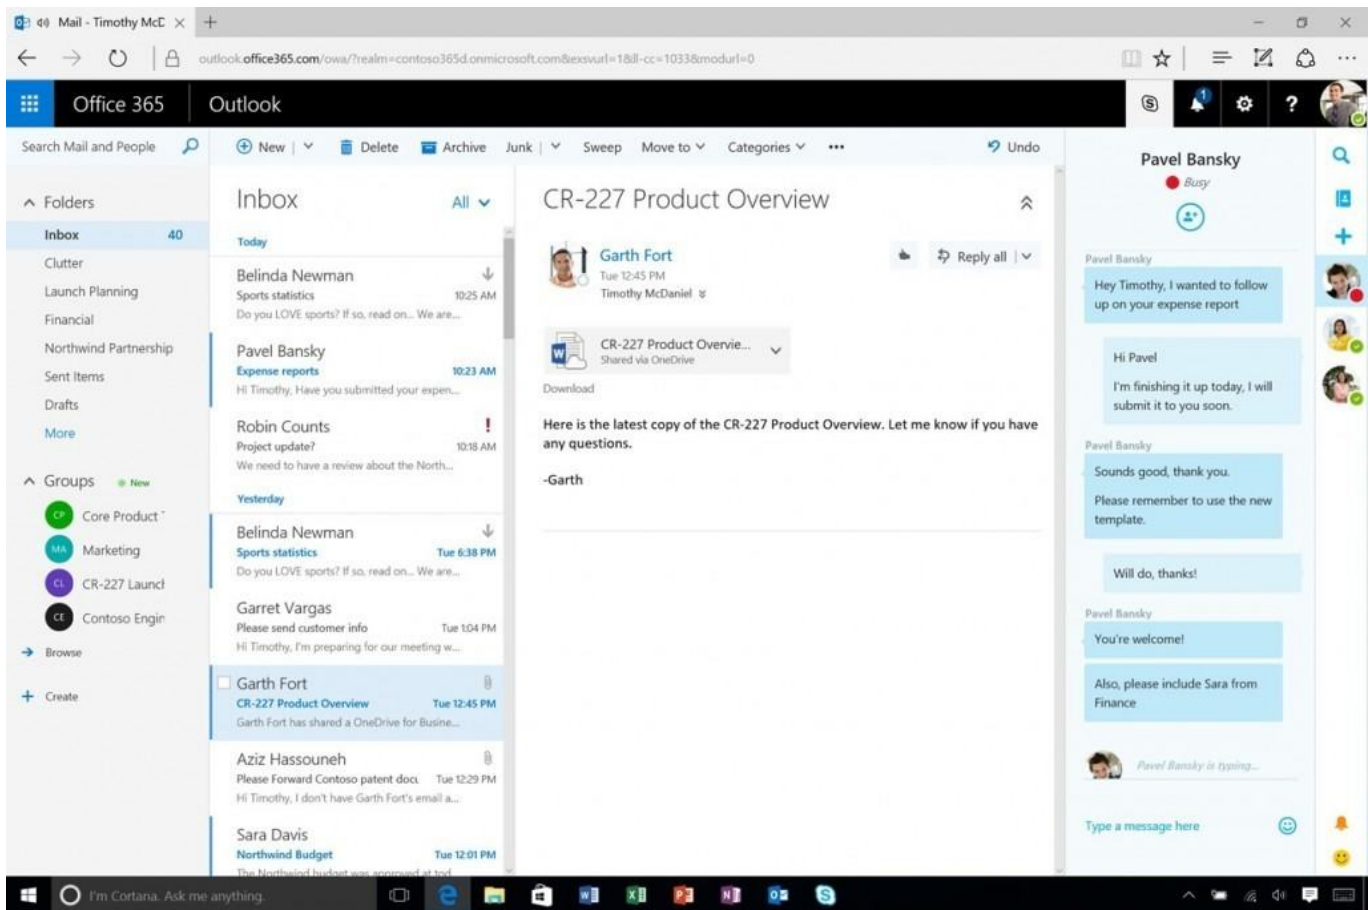 Mail - Timothy McD
outlook.office365.com/owa/?realm=contoso365d.onmicrosoft.com&exsvurl=1&ll-cc=1033&modurl=0
Office 365
Outlook
1
?
Search Mail and People
New
Delete
Archive
Junk
Sweep
Move to
Categories
Undo
Folders
Inbox 40
Clutter
Launch Planning
Financial
Northwind Partnership
Sent Items
Drafts
More
Groups New
CP Core Product
MA Marketing
CL CR-227 Launch
CE Contoso Engin
Browse
Create
Inbox All
Today
Belinda Newman
Sports statistics 10:25 AM
Do you LOVE sports? If so, read on... We are...
Pavel Bansky
Expense reports 10:23 AM
Hi Timothy, Have you submitted your expen...
Robin Counts
Project update? 10:18 AM
We need to have a review about the North...
Yesterday
Belinda Newman
Sports statistics Tue 6:38 PM
Do you LOVE sports? If so, read on... We are...
Garret Vargas
Please send customer info Tue 1:04 PM
Hi Timothy, I'm preparing for our meeting w...
Garth Fort
CR-227 Product Overview Tue 12:45 PM
Garth Fort has shared a OneDrive for Busine...
Aziz Hassouneh
Please Forward Contoso patent docu Tue 12:29 PM
Hi Timothy, I don't have Garth Fort's email a...
Sara Davis
Northwind Budget Tue 12:01 PM
The Northwind budget was approved at tod
CR-227 Product Overview
Garth Fort
Tue 12:45 PM
Timothy McDaniel
Reply all
CR-227 Product Overvie...
Shared via OneDrive
Download
Here is the latest copy of the CR-227 Product Overview. Let me know if you have
any questions.
-Garth
Pavel Bansky
Busy
Pavel Bansky
Hey Timothy, I wanted to follow
up on your expense report
Hi Pavel
I'm finishing it up today, I will
submit it to you soon.
Pavel Bansky
Sounds good, thank you.
Please remember to use the new
template.
Will do, thanks!
Pavel Bansky
You're welcome!
Also, please include Sara from
Finance
Pavel Bansky is typing...
Type a message here
I'm Cortana. Ask me anything.